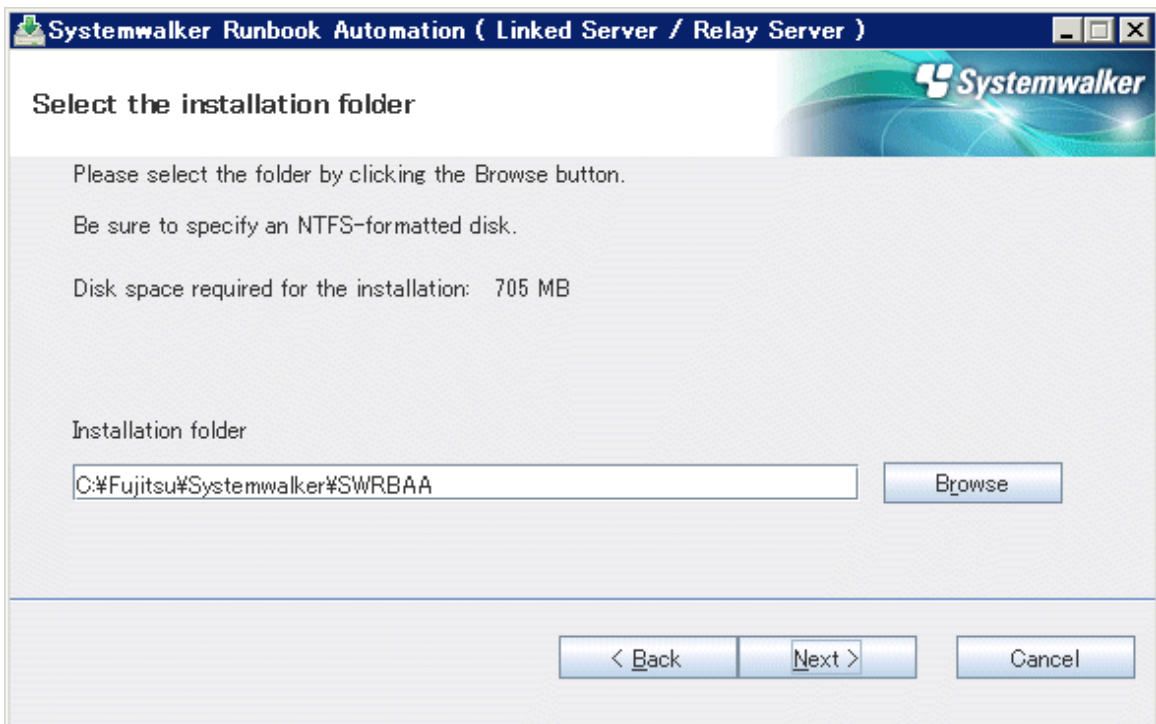 Systemwalker Runbook Automation ( Linked Server / Relay Server )
Systemwalker
Select the installation folder
Please select the folder by clicking the Browse button.
Be sure to specify an NTFS-formatted disk.
Disk space required for the installation: 705 MB
Installation folder
C:¥Fujitsu¥Systemwalker¥SWRBAA
Browse
< Back
Next >
Cancel